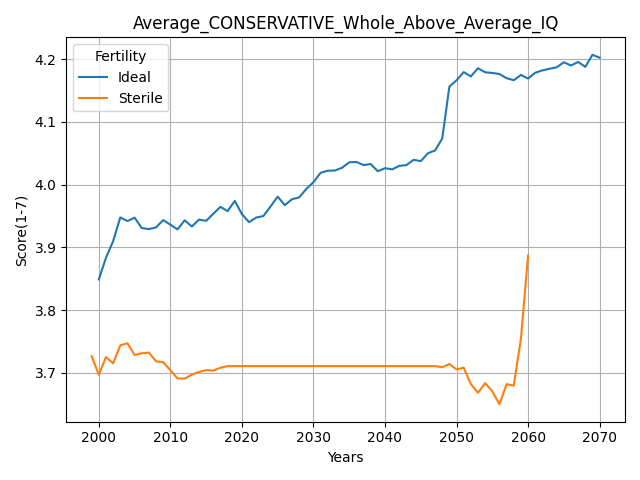 Average_CONSERVATIVE_Whole_Above_Average_IQ
Fertility
Ideal
Sterile
4.2
4.1
4.0
3.9
3.8
3.7
Score(1-7)
2000 2010 2020 2030 2040 2050 2060 2070
Years